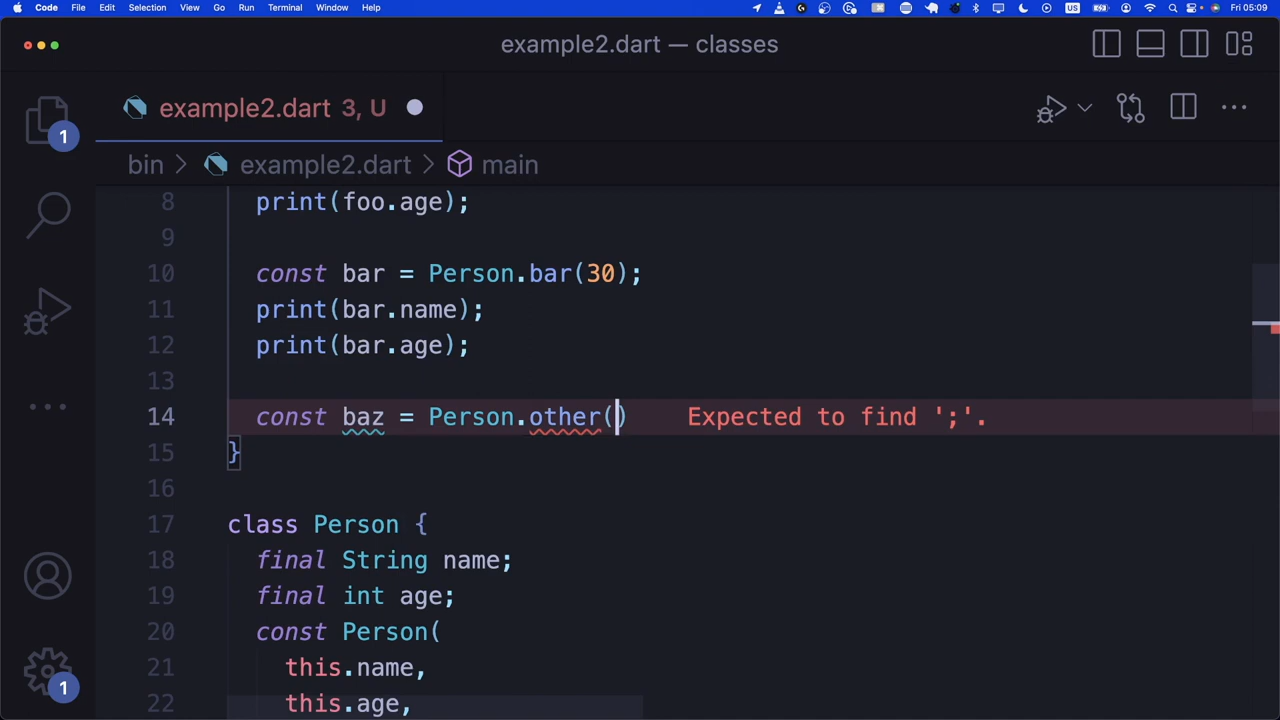 Code File Edit Selection View Go Run Terminal Window Help US Fri 05:09
example2.dart — classes
example2.dart 3, U
1
bin example2.dart main
8 print(foo.age);
9
10 const bar = Person.bar(30);
11 print(bar.name);
12 print(bar.age);
13
14 const baz = Person.other() Expected to find ';'.
15 }
16
17 class Person {
18 final String name;
19 final int age;
20 const Person(
21 this.name,
1
22 this.age,